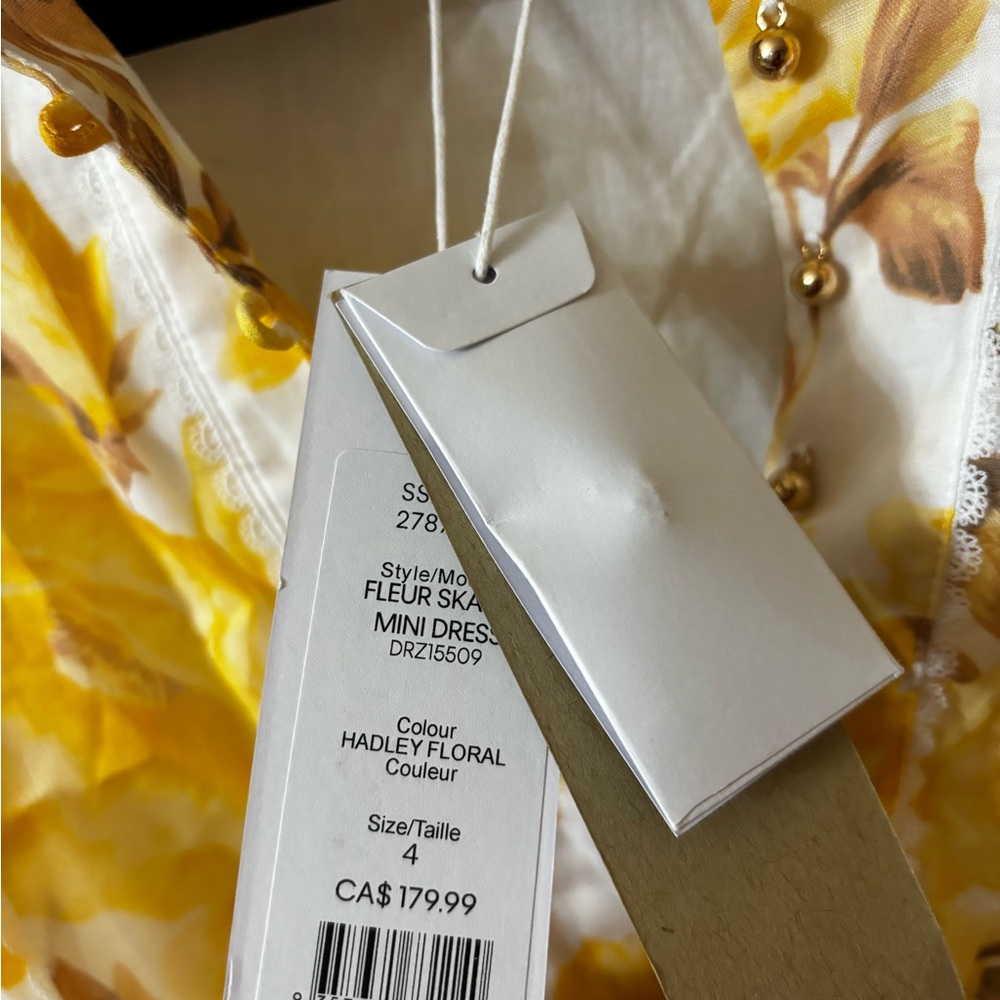 Style/Mo
FLEUR SKA
MINI DRESS
DRZ15509
Colour
HADLEY FLORAL
Couleur
Size/Taille
4
CA$ 179.99